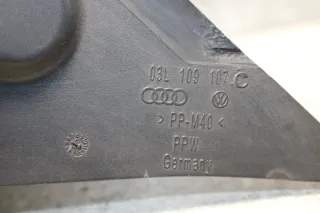 03L 109 107 C
> PP-M40 <
PPW
Germany